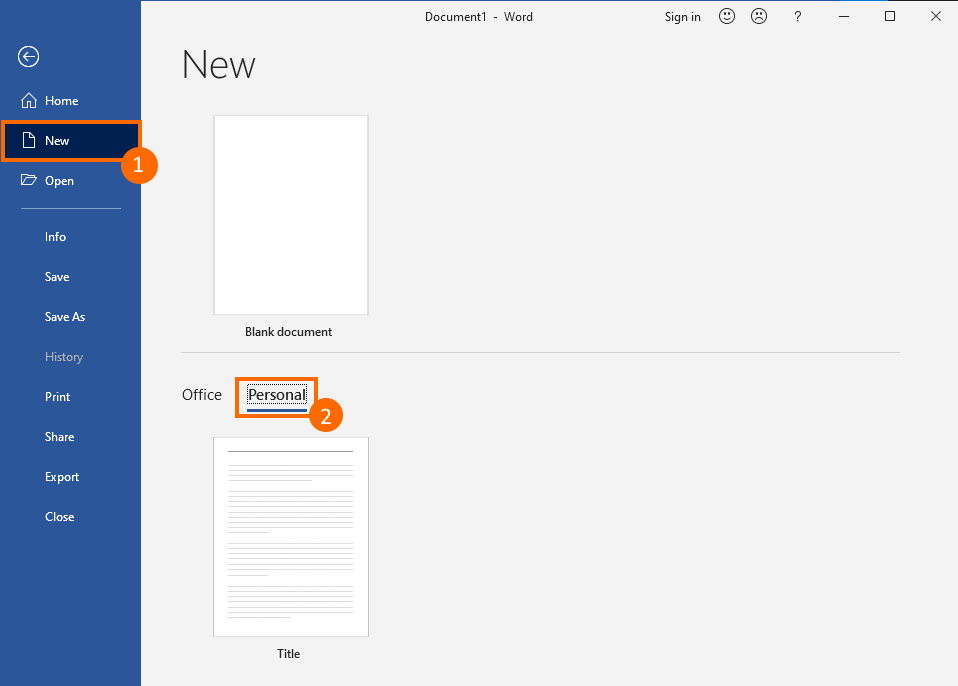 Document1 - Word
Sign in
?
New
Home
New
1
Open
Info
Save
Save As
History
Print
Share
Export
Close
Blank document
Office
Personal
2
Title